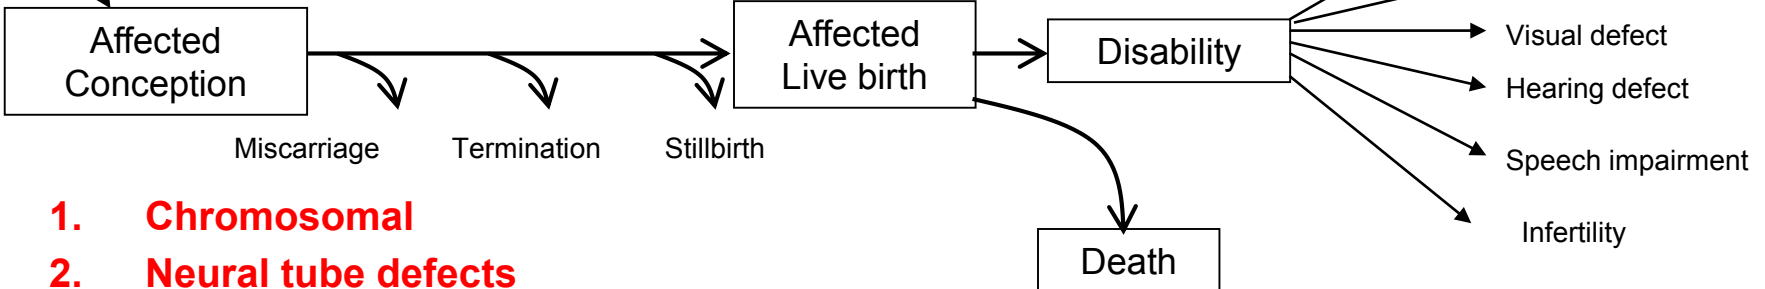 Affected
Conception
Affected
Live birth
Disability
Visual defect
Hearing defect
Speech impairment
Infertility
Miscarriage
Termination
Stillbirth
Death
1. Chromosomal
2. Neural tube defects